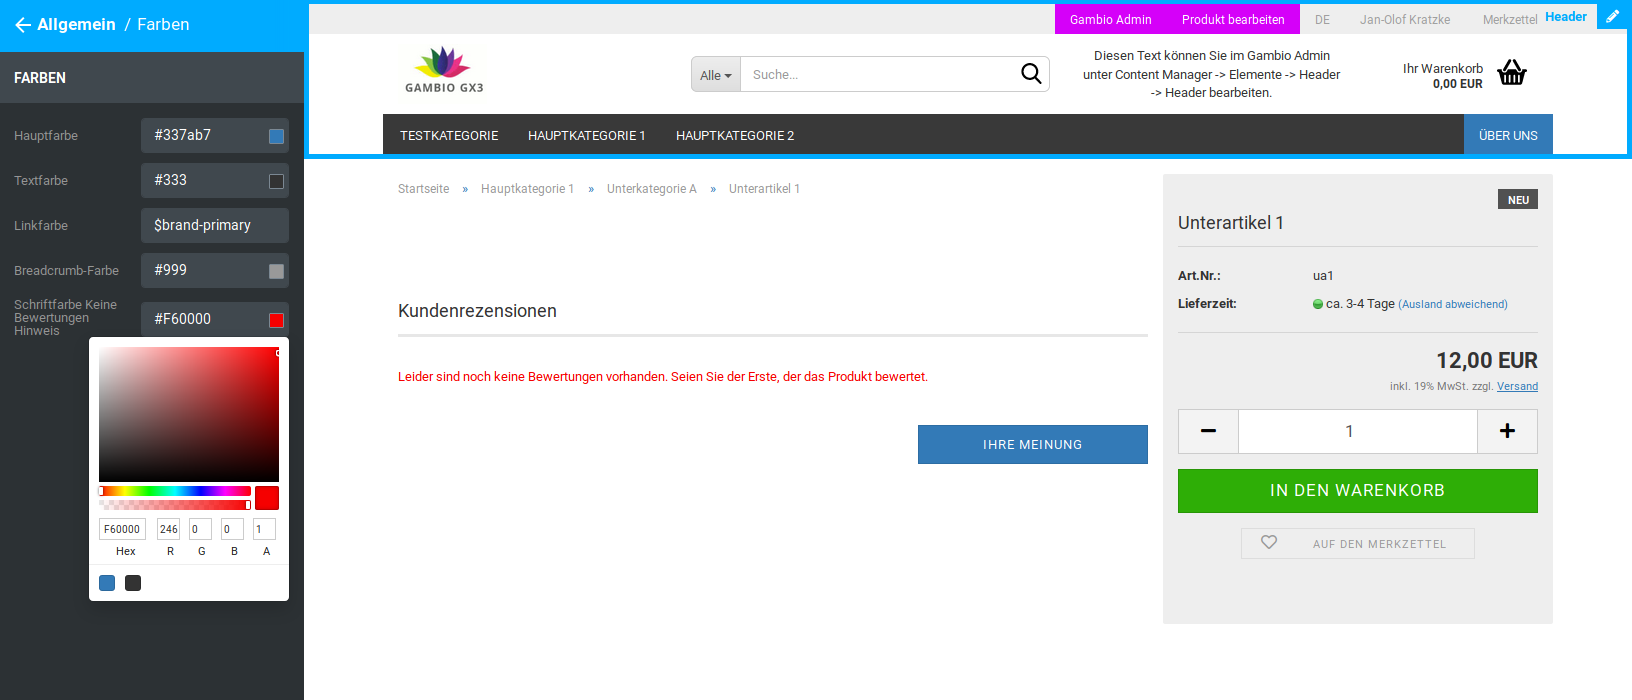 Allgemein / Farben
FARBEN
Hauptfarbe #337ab7
Textfarbe #333
Linkfarbe $brand-primary
Breadcrumb-Farbe #999
Schriftfarbe Keine
Bewertungen
Hinweis
#F60000
F60000 246 0 0 1
Hex R G B A
Gambio Admin Produkt bearbeiten DE Jan-Olof Kratzke Merkzettel Header
GAMBIO GX3
Alle Suche...
Diesen Text können Sie im Gambio Admin
unter Content Manager -> Elemente -> Header
-> Header bearbeiten.
Ihr Warenkorb
0,00 EUR
TESTKATEGORIE HAUPTKATEGORIE 1 HAUPTKATEGORIE 2 ÜBER UNS
Startseite » Hauptkategorie 1 » Unterkategorie A » Unterartikel 1
Kundenrezensionen
Leider sind noch keine Bewertungen vorhanden. Seien Sie der Erste, der das Produkt bewertet.
IHRE MEINUNG
NEU
Unterartikel 1
Art.Nr.: ua1
Lieferzeit: ca. 3-4 Tage (Ausland abweichend)
12,00 EUR
inkl. 19% MwSt. zzgl. Versand
1
IN DEN WARENKORB
AUF DEN MERKZETTEL